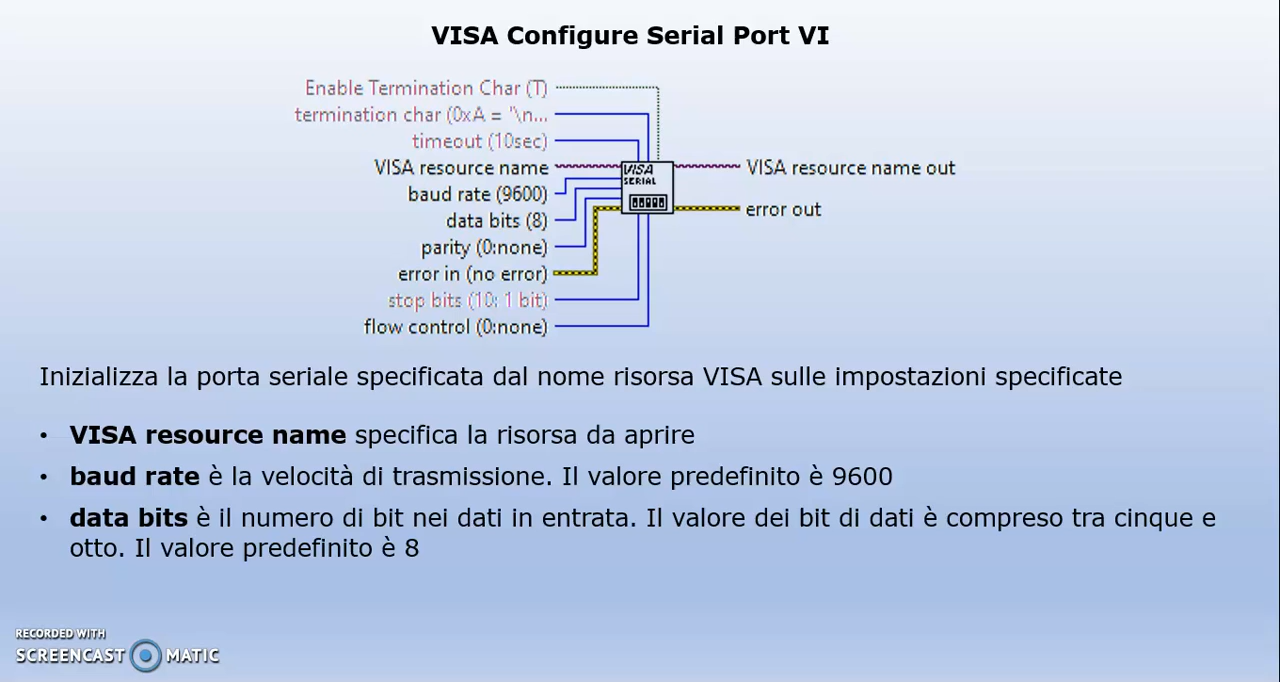 VISA Configure Serial Port VI
Enable Termination Char (T)
termination char (0xA = '\n...
timeout (10sec)
VISA resource name
VISA
SERIAL
VISA resource name out
baud rate (9600)
error out
data bits (8)
parity (0:none)
error in (no error)
stop bits (10: 1 bit)
flow control (0:none)
Inizializza la porta seriale specificata dal nome risorsa VISA sulle impostazioni specificate
• VISA resource name specifica la risorsa da aprire
• baud rate è la velocità di trasmissione. Il valore predefinito è 9600
• data bits è il numero di bit nei dati in entrata. Il valore dei bit di dati è compreso tra cinque e
otto. Il valore predefinito è 8
RECORDED WITH
SCREENCAST MATIC